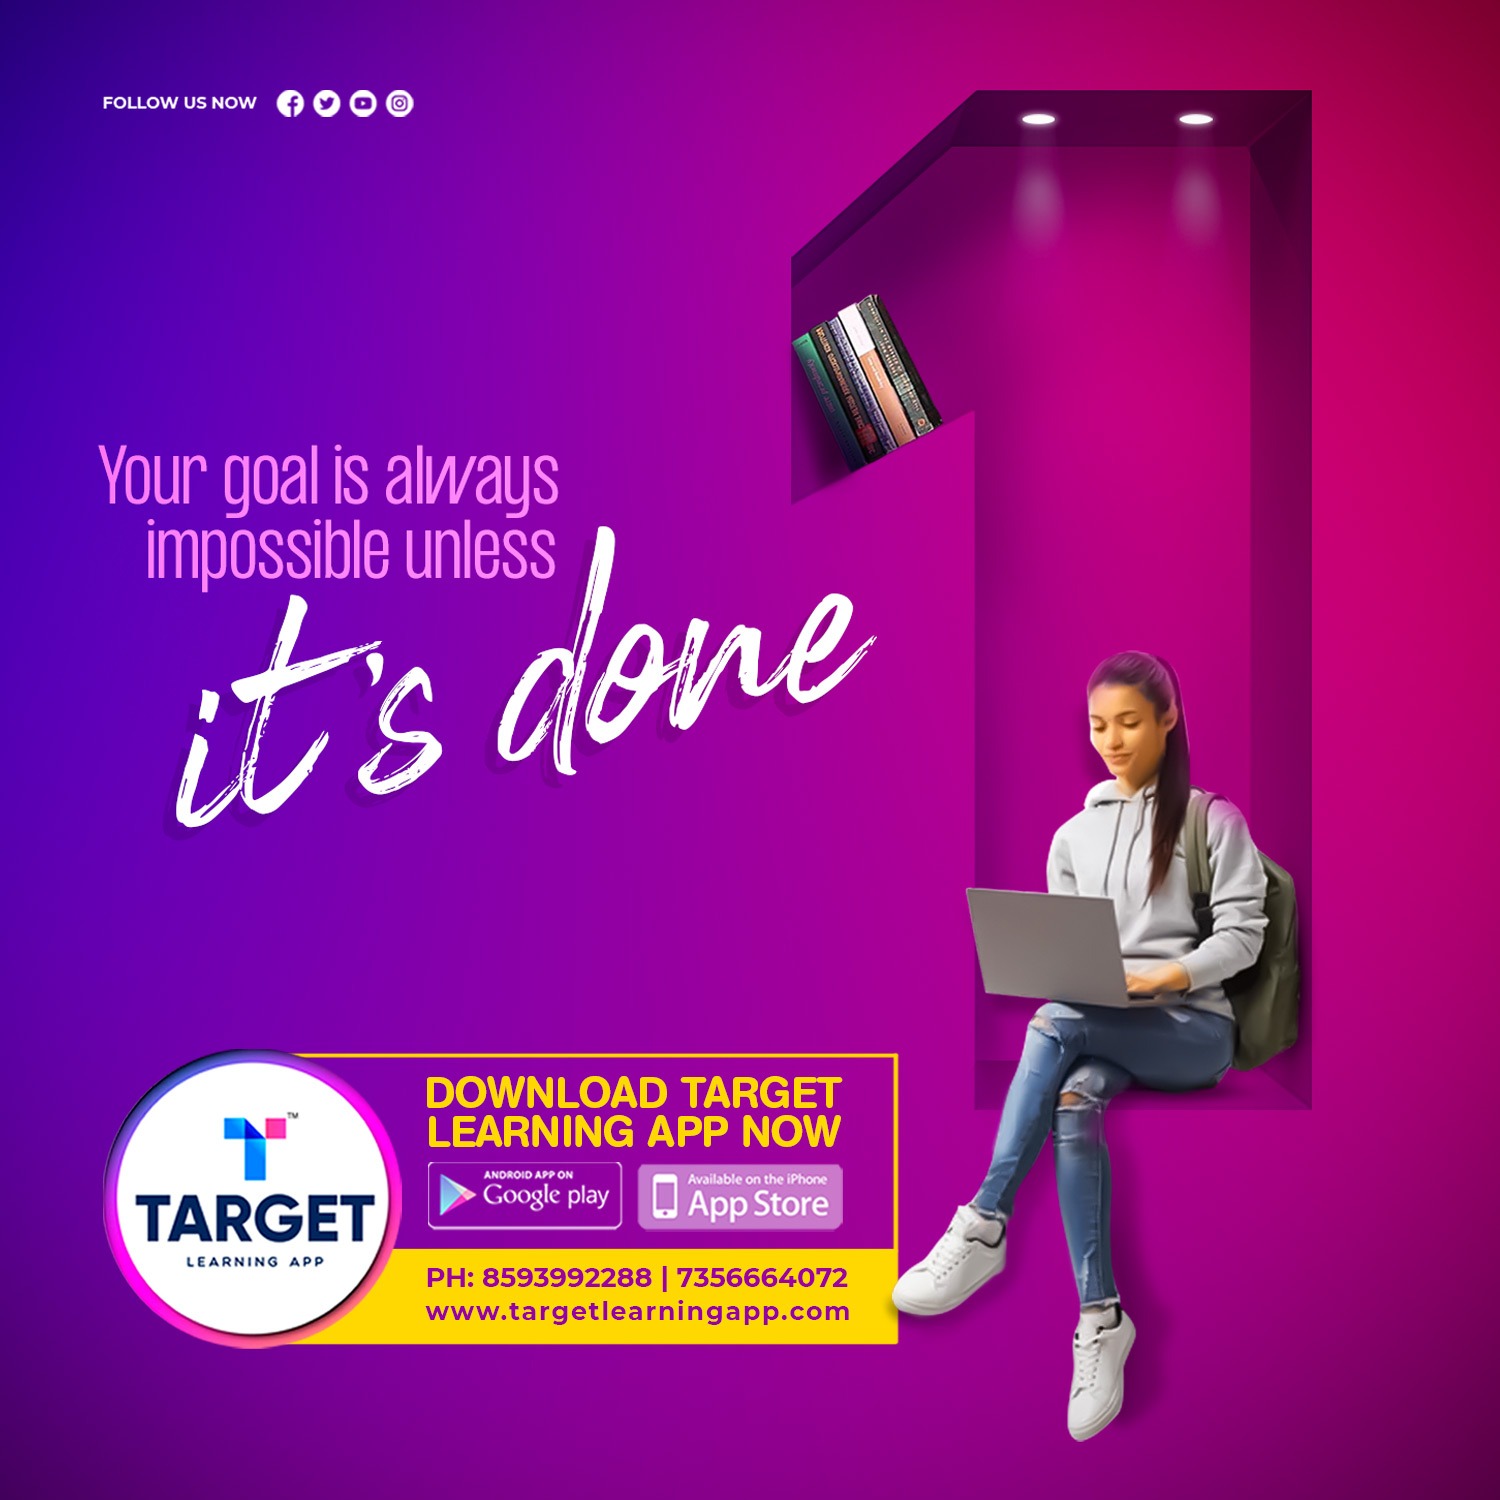 FOLLOW US NOW
Your goal is always
impossible unless
it's done
TARGET
™
LEARNING APP
DOWNLOAD TARGET
LEARNING APP NOW
ANDROID APP ON
Google play
Available on the iPhone
App Store
PH: 8593992288 | 7356664072
www.targetlearningapp.com